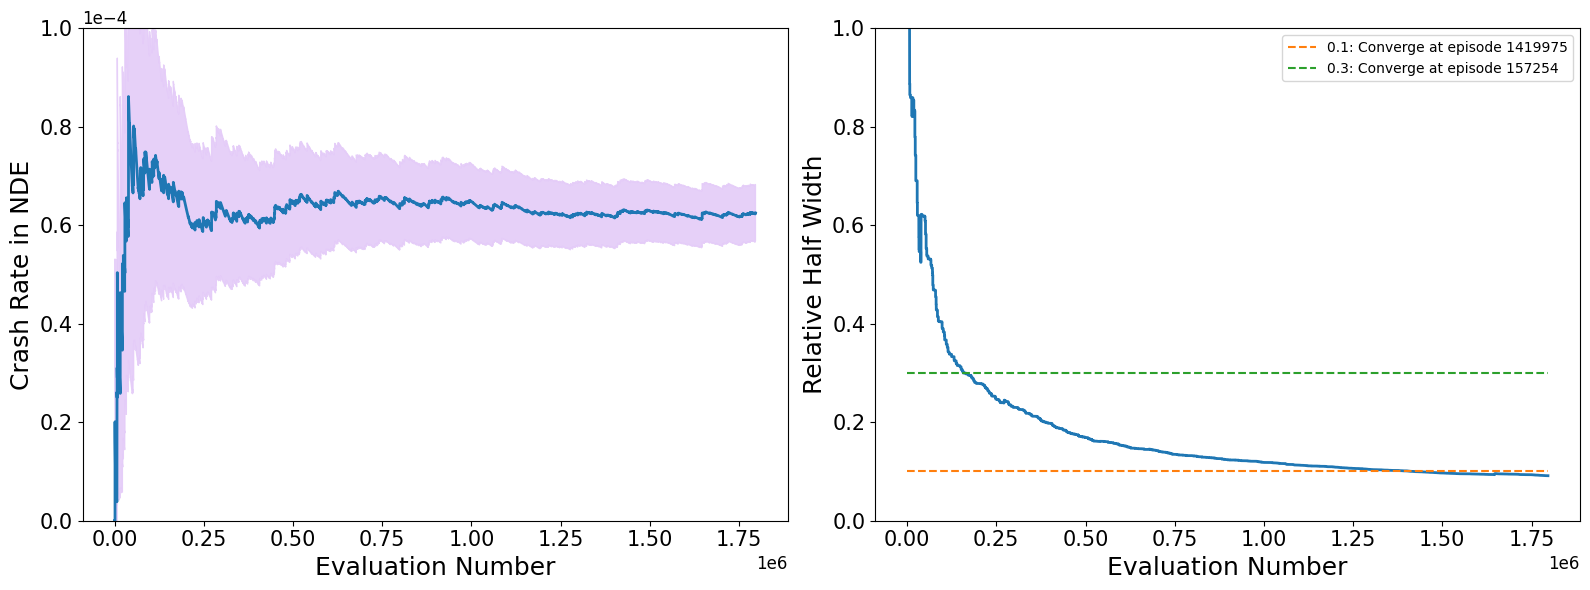 1e−4
1.0
0.8
0.6
0.4
0.2
0.0
Crash Rate in NDE
0.00 0.25 0.50 0.75 1.00 1.25 1.50 1.75
1e6
Evaluation Number
1.0
0.8
0.6
0.4
0.2
0.0
Relative Half Width
0.1: Converge at episode 1419975
0.3: Converge at episode 157254
0.00 0.25 0.50 0.75 1.00 1.25 1.50 1.75
1e6
Evaluation Number